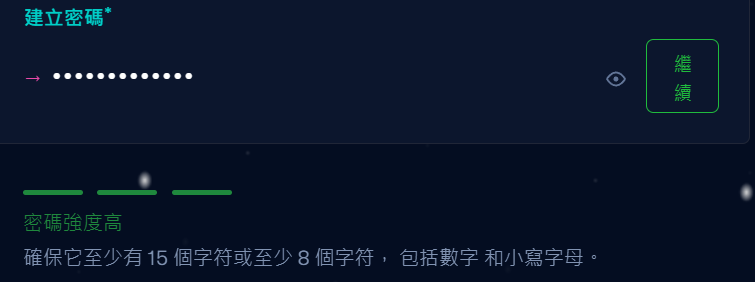 建立密碼*
→ •••••••••••••
繼
續
密碼強度高
確保它至少有 15 個字符或至少 8 個字符， 包括數字 和小寫字母。